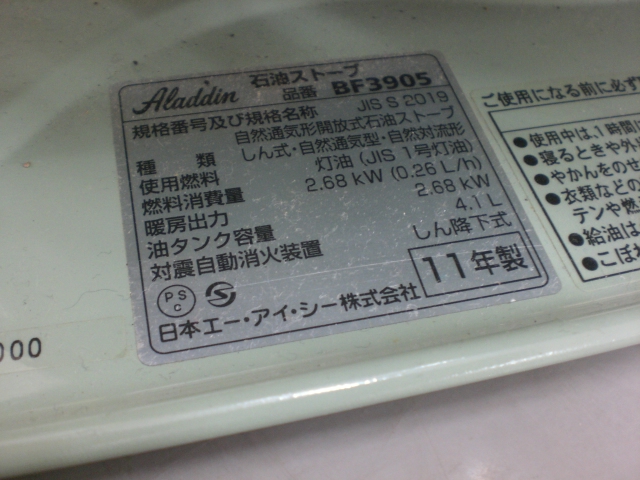 石油ストーブ
Aladdin 品番 BF3905
規格番号及び規格名称 JIS S 2019
自然通気形開放式石油ストーブ
種類 しん式・自然通気型・自然対流形
使用燃料 灯油(JIS 1号灯油)
燃料消費量 2.68 kW (0.26 L/h)
暖房出力 2.68 kW
油タンク容量 4.1 L
対震自動消火装置 しん降下式
PSC
11年製
日本エー・アイ・シー株式会社
000
ご使用になる前に必ず
●使用中は、1時間に
●寝るときや外
●やかんをのせ
●衣類などの
テンや燃
●給油は
●こぼれ